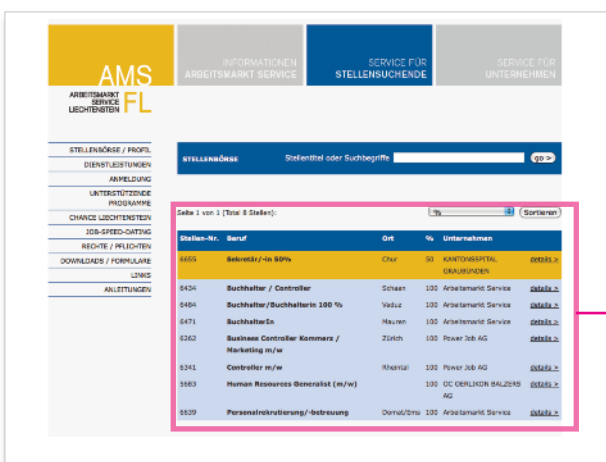 AMS
ARBEITSMARKT
SERVICE
LIECHTENSTEIN
FL
INFORMATIONEN
ARBEITSMARKT SERVICE
SERVICE FÜR
STELLENSUCHENDE
SERVICE FÜR
UNTERNEHMEN
STELLENBÖRSE / PROFIL
DIENSTLEISTUNGEN
ANMELDUNG
UNTERSTÜTZENDE
PROGRAMME
CHANCE LIECHTENSTEIN
JOB-SPEED-DATING
RECHTE / PFLICHTEN
DOWNLOADS / FORMULARE
LINKS
ANLEITUNGEN
STELLENBÖRSE Stellentitel oder Suchbegriffe go >
Seite 1 von 1 (Total 8 Stellen): % Sortieren
Stellen-Nr. Beruf Ort % Unternehmen
6655 Sekretär/-in 50% Chur 50 KANTONSSPITAL details >
GRAUBÜNDEN
6434 Buchhalter / Controller Schaan 100 Arbeitsmarkt Service details >
6484 Buchhalter/Buchhalterin 100 % Vaduz 100 Arbeitsmarkt Service details >
6471 BuchhalterIn Mauren 100 Arbeitsmarkt Service details >
6262 Business Controller Kommerz / Zürich 100 Power Job AG details >
Marketing m/w
6341 Controller m/w Rheintal 100 Power Job AG details >
5683 Human Resources Generalist (m/w) 100 OC OERLIKON BALZERS details >
AG
6639 Personalrekrutierung/-betreuung Domat/Ems 100 Arbeitsmarkt Service details >